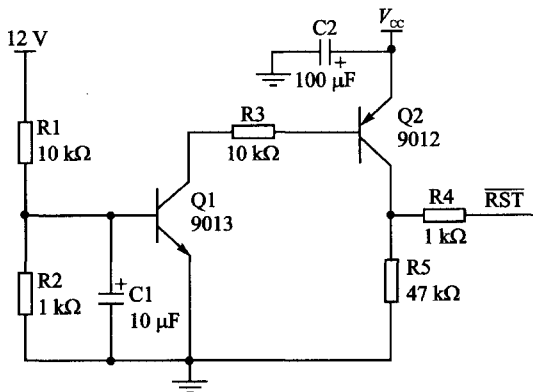 12 V
C2
V_CC
100 μF
+
R1
10 kΩ
R3
10 kΩ
Q2
9012
Q1
9013
R4
1 kΩ
RST
R2
1 kΩ
+
C1
10 μF
R5
47 kΩ